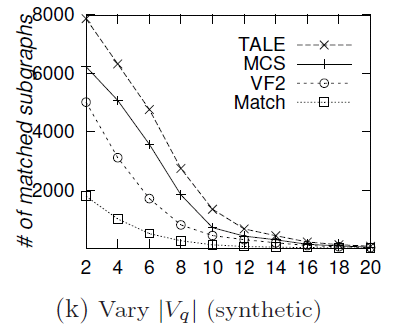 # of matched subgraphs
8000
6000
4000
2000
TALE
MCS
VF2
Match
2 4 6 8 10 12 14 16 18 20
(k) Vary |Vq| (synthetic)